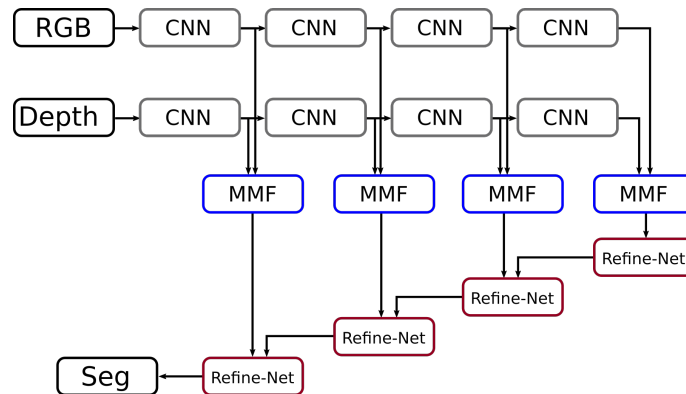 RGB CNN CNN CNN CNN
Depth CNN CNN CNN CNN
MMF MMF MMF MMF
Refine-Net
Refine-Net
Refine-Net
Seg Refine-Net